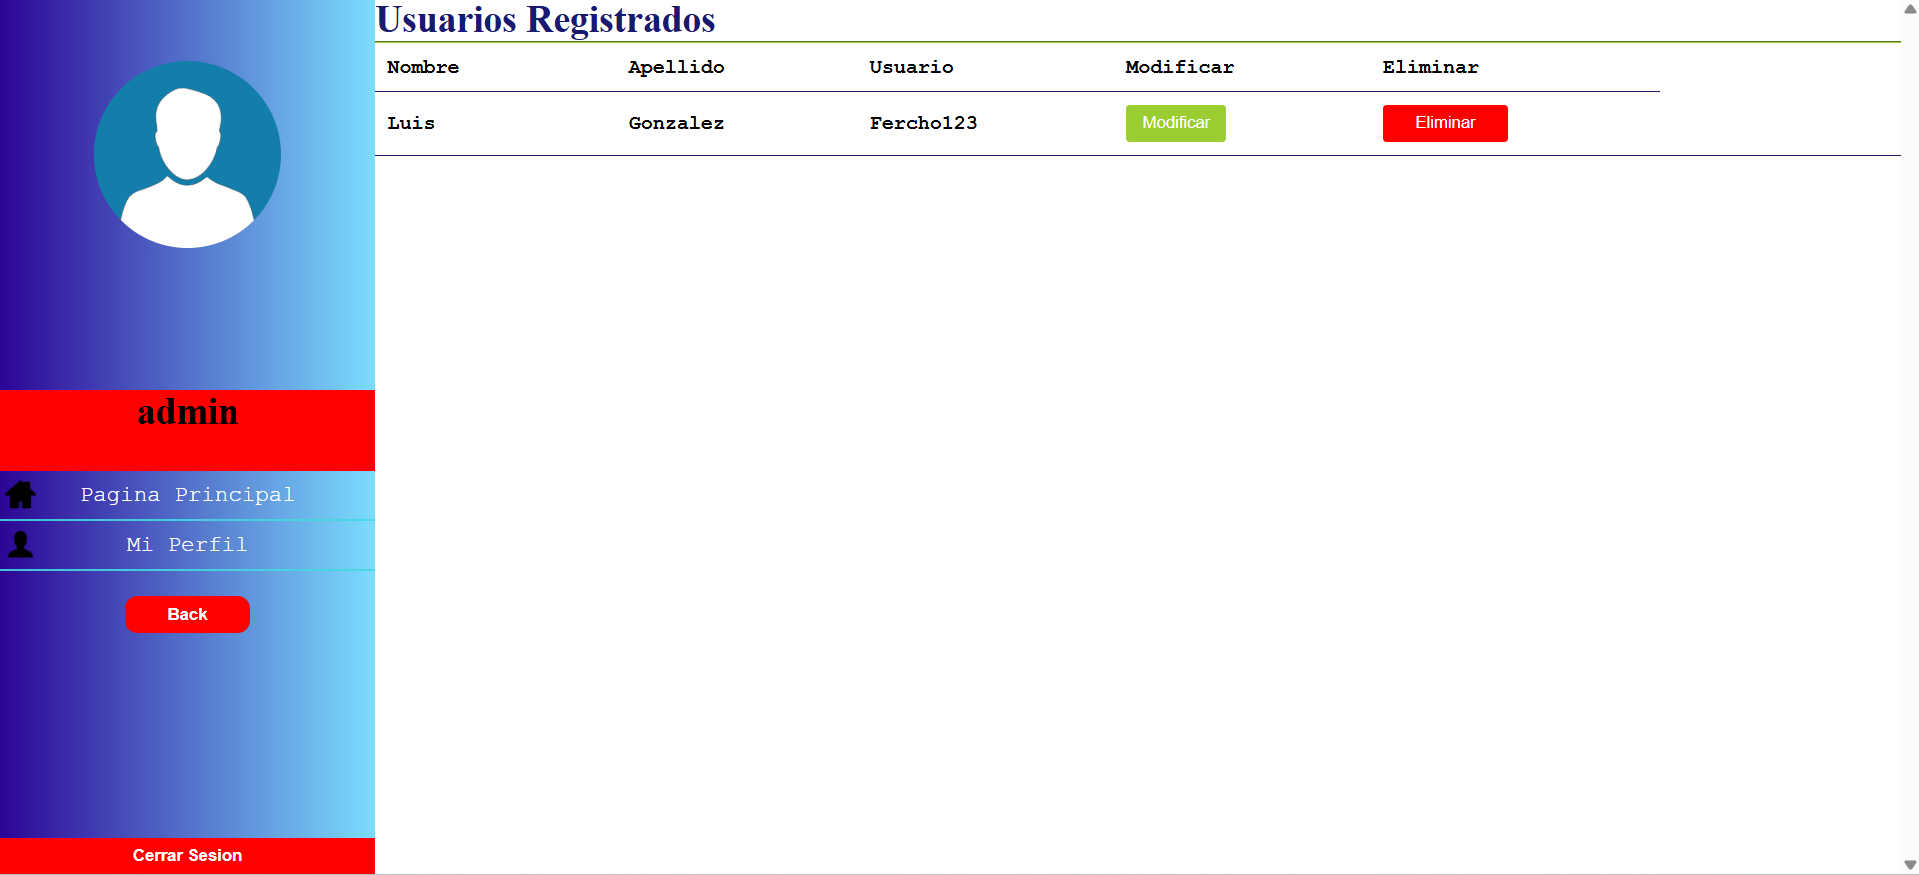 Usuarios Registrados
Nombre Apellido Usuario Modificar Eliminar
Luis Gonzalez Fercho123 Modificar Eliminar
admin
Pagina Principal
Mi Perfil
Back
Cerrar Sesion